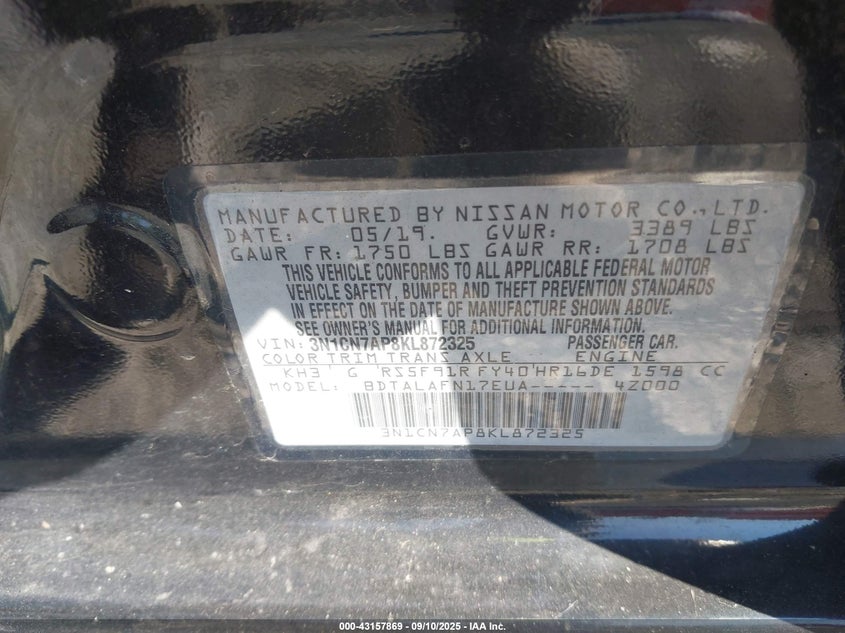 MANUFACTURED BY NISSAN MOTOR CO., LTD.
DATE: 05/19. GVWR: 3389 LBS
GAWR FR: 1750 LBS GAWR RR: 1708 LBS
THIS VEHICLE CONFORMS TO ALL APPLICABLE FEDERAL MOTOR
VEHICLE SAFETY, BUMPER AND THEFT PREVENTION STANDARDS
IN EFFECT ON THE DATE OF MANUFACTURE SHOWN ABOVE.
SEE OWNER'S MANUAL FOR ADDITIONAL INFORMATION.
VIN: 3N1CN7AP8KL872325 PASSENGER CAR.
COLOR TRIM TRANS AXLE ENGINE
KH3 G RS5F91R FY40 HR16DE 1598 CC
MODEL: BDTALAFN17EUA----- 4Z000
3N1CN7AP8KL872325
000-43157869 - 09/10/2025 - IAA Inc.